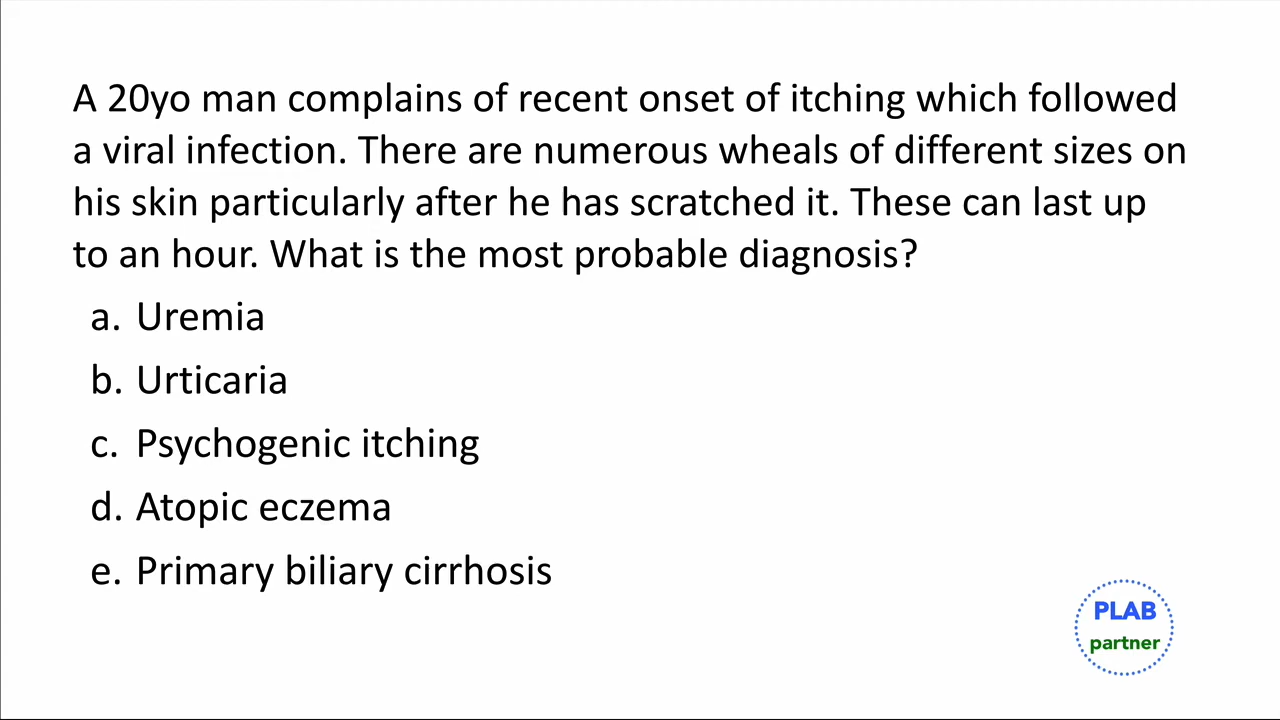 A 20yo man complains of recent onset of itching which followed
a viral infection. There are numerous wheals of different sizes on
his skin particularly after he has scratched it. These can last up
to an hour. What is the most probable diagnosis?
a. Uremia
b. Urticaria
c. Psychogenic itching
d. Atopic eczema
e. Primary biliary cirrhosis
PLAB
partner